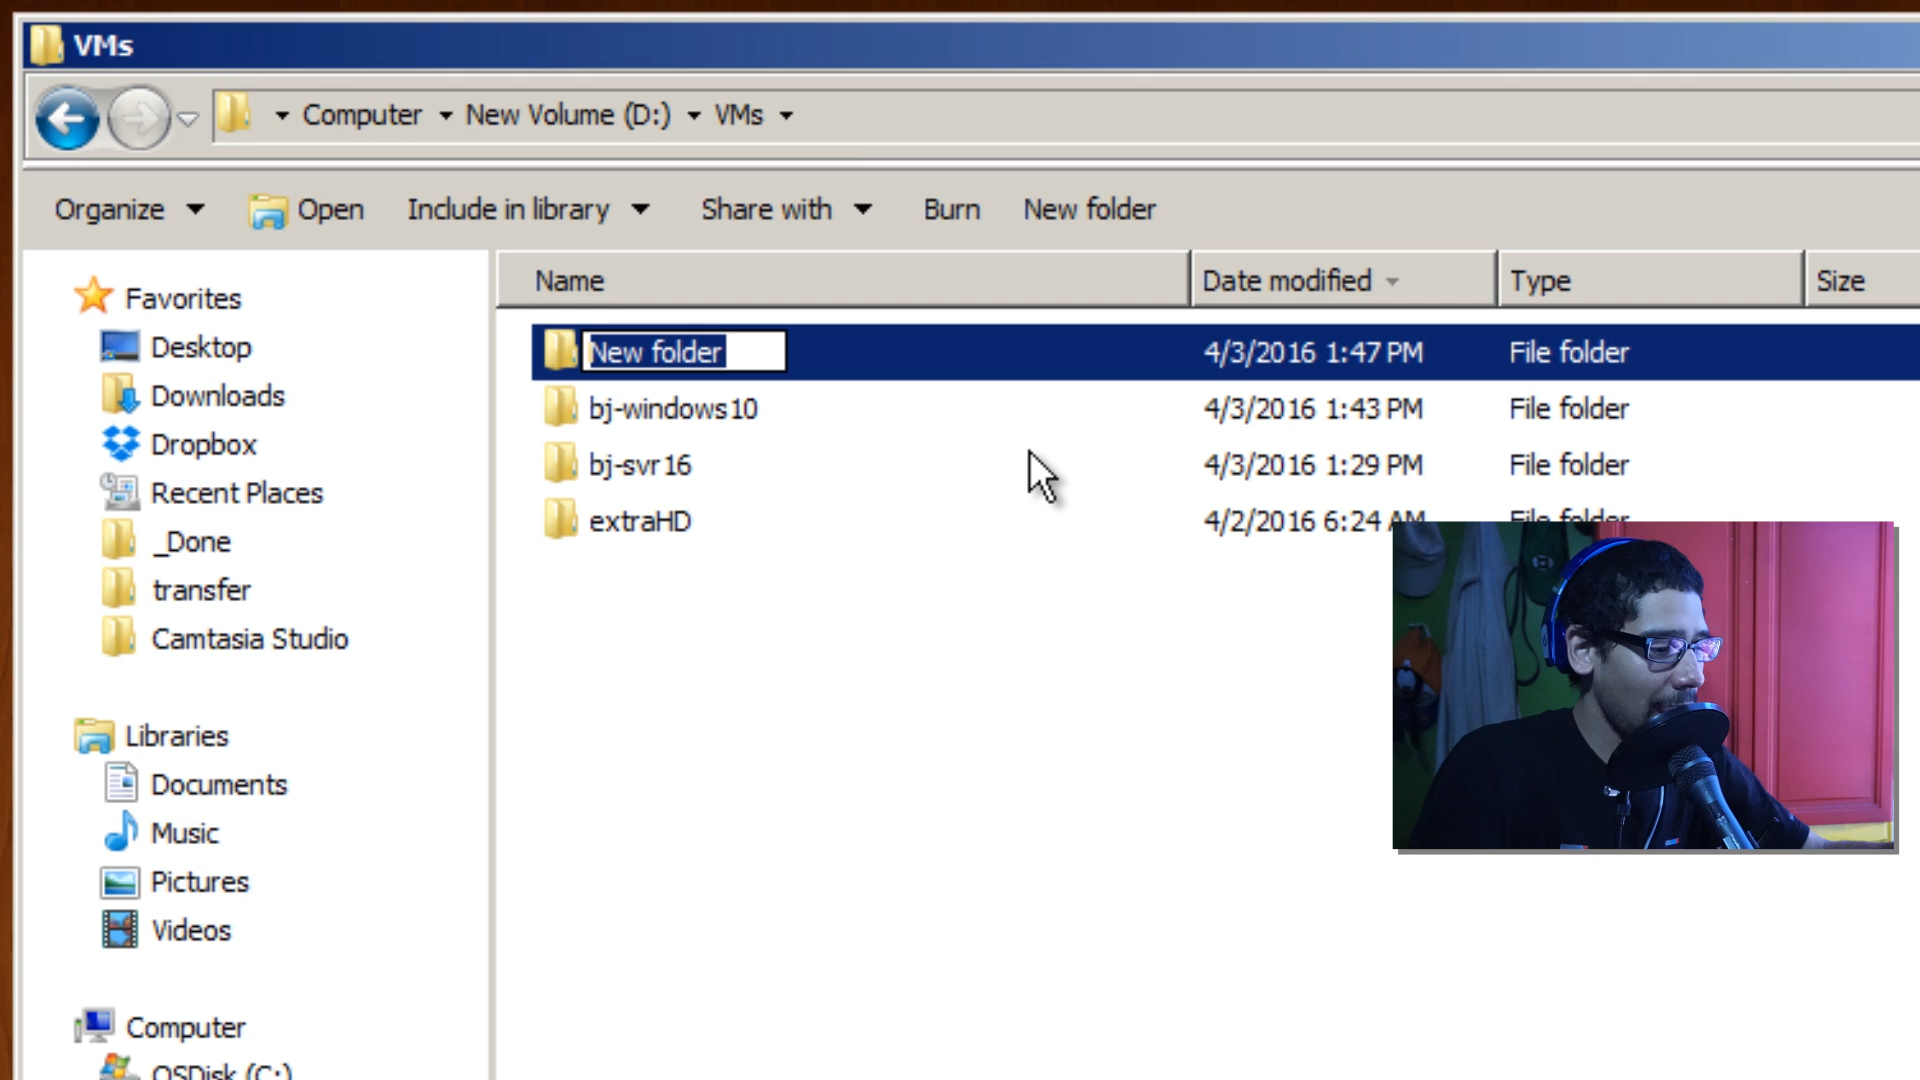 VMs
Computer New Volume (D:) VMs
Organize Open Include in library Share with Burn New folder
Favorites
Desktop
Downloads
Dropbox
Recent Places
_Done
transfer
Camtasia Studio
Libraries
Documents
Music
Pictures
Videos
Computer
OSDisk (C:)
Name Date modified Type Size
New folder 4/3/2016 1:47 PM File folder
bj-windows10 4/3/2016 1:43 PM File folder
bj-svr16 4/3/2016 1:29 PM File folder
extraHD 4/2/2016 6:24 AM File folder